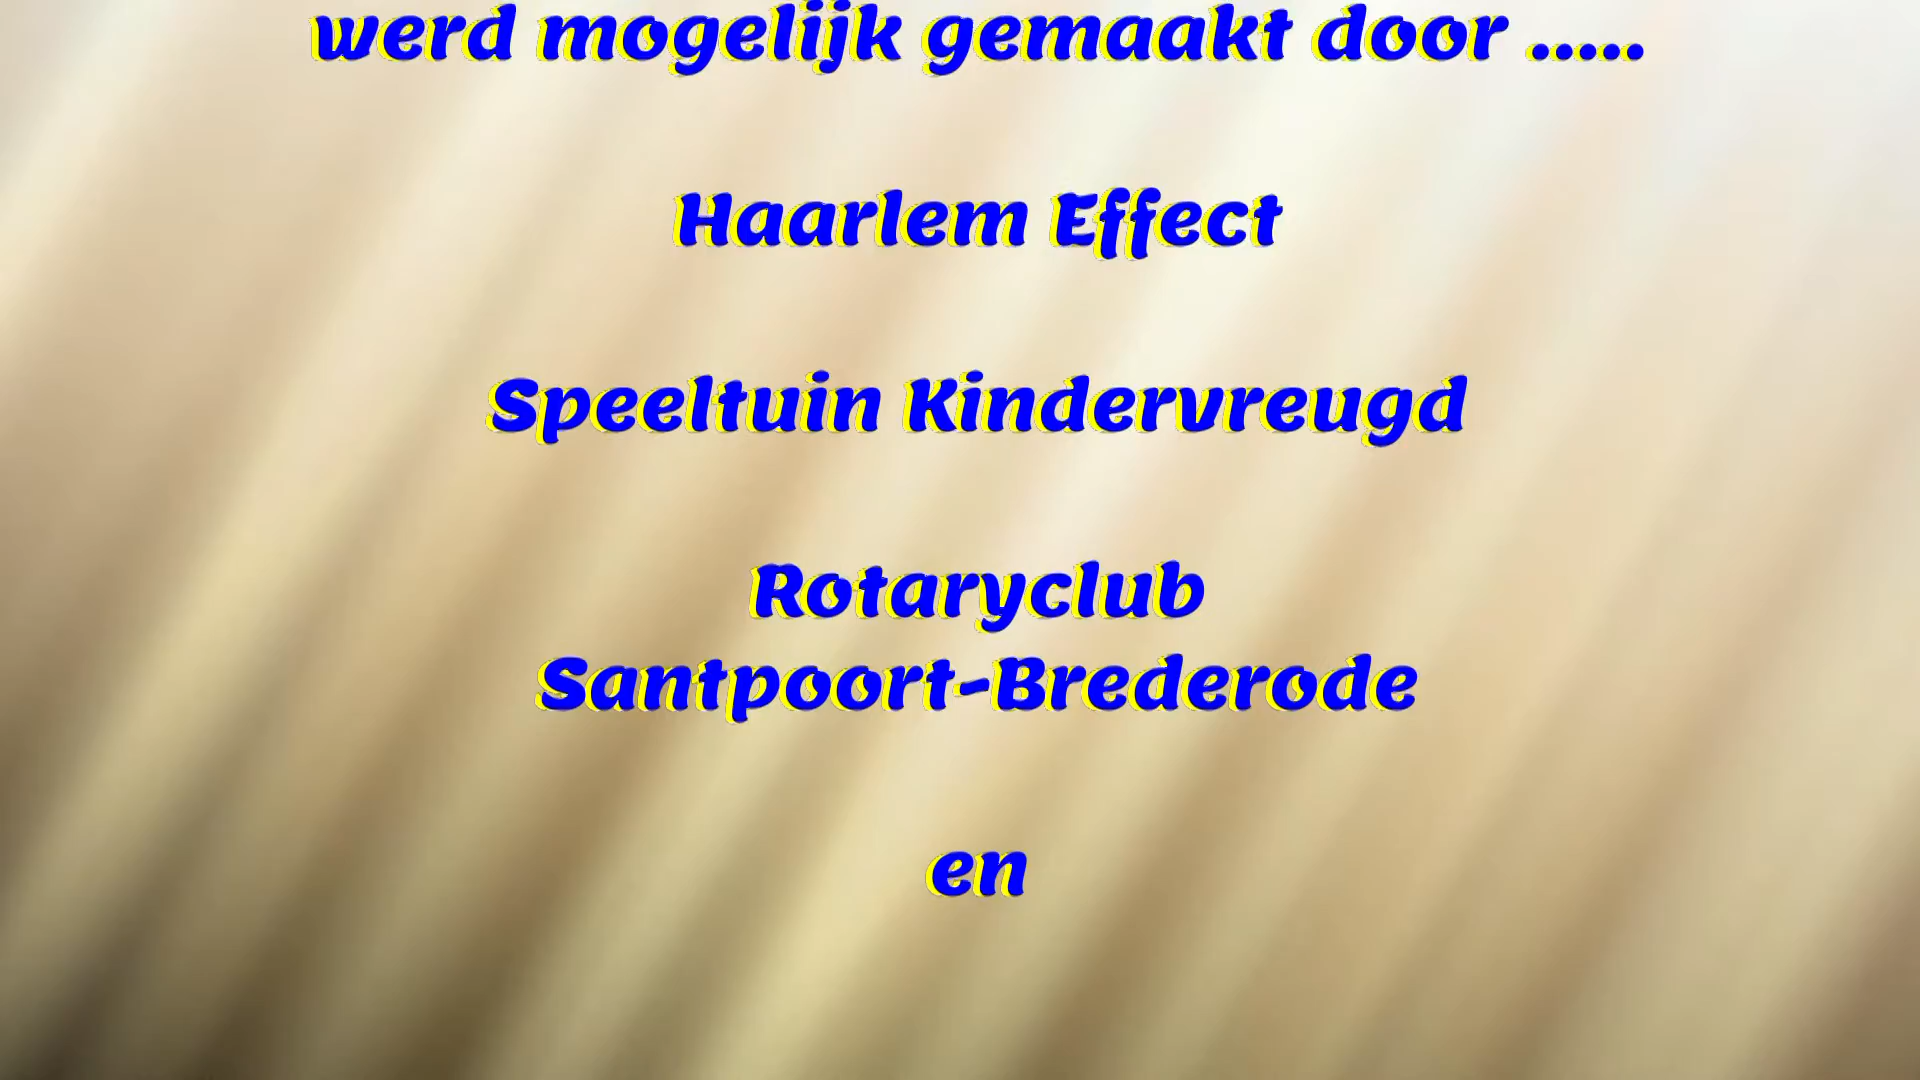 werd mogelijk gemaakt door .....
Haarlem Effect
Speeltuin Kindervreugd
Rotaryclub
Santpoort-Brederode
en